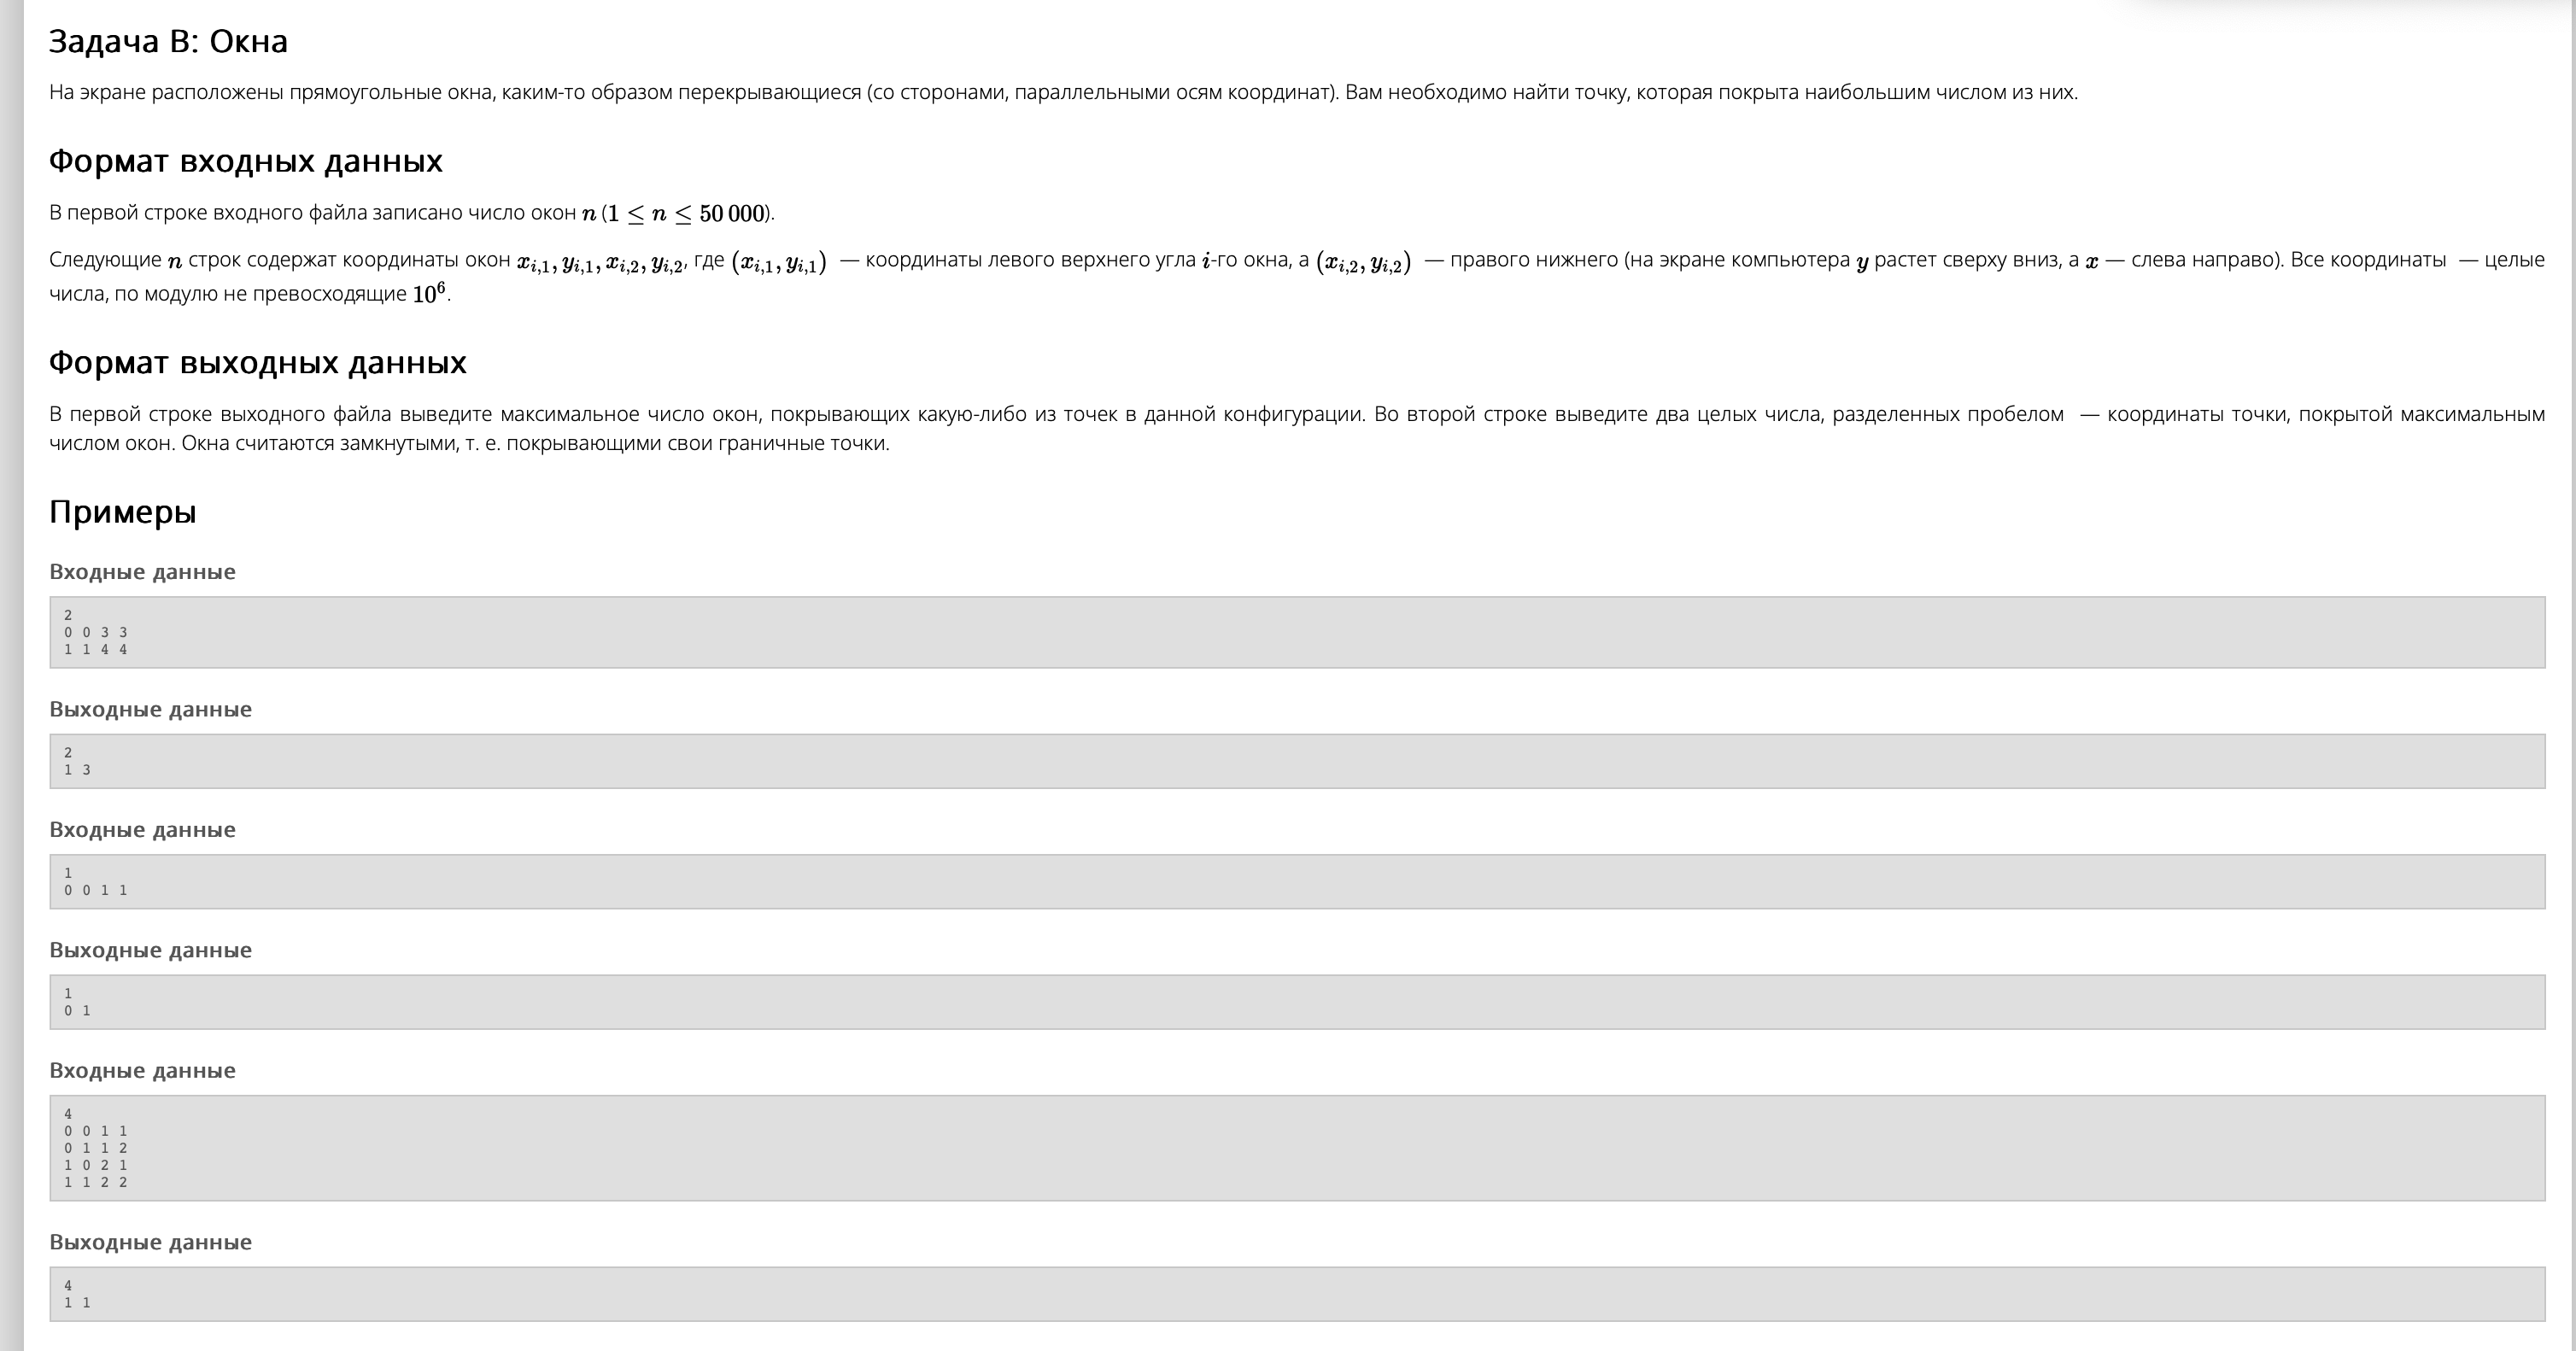 Задача B: Окна
На экране расположены прямоугольные окна, каким-то образом перекрывающиеся (со сторонами, параллельными осям координат). Вам необходимо найти точку, которая покрыта наибольшим числом из них.
Формат входных данных
В первой строке входного файла записано число окон n (1 ≤ n ≤ 50 000).
Следующие n строк содержат координаты окон x_{i,1}, y_{i,1}, x_{i,2}, y_{i,2}, где (x_{i,1}, y_{i,1}) — координаты левого верхнего угла i-го окна, а (x_{i,2}, y_{i,2}) — правого нижнего (на экране компьютера y растет сверху вниз, а x — слева направо). Все координаты — целые
числа, по модулю не превосходящие 10^6.
Формат выходных данных
В первой строке выходного файла выведите максимальное число окон, покрывающих какую-либо из точек в данной конфигурации. Во второй строке выведите два целых числа, разделенных пробелом — координаты точки, покрытой максимальным
числом окон. Окна считаются замкнутыми, т. е. покрывающими свои граничные точки.
Примеры
Входные данные
2
0 0 3 3
1 1 4 4
Выходные данные
2
1 3
Входные данные
1
0 0 1 1
Выходные данные
1
0 1
Входные данные
4
0 0 1 1
0 1 1 2
1 0 2 1
1 1 2 2
Выходные данные
4
1 1